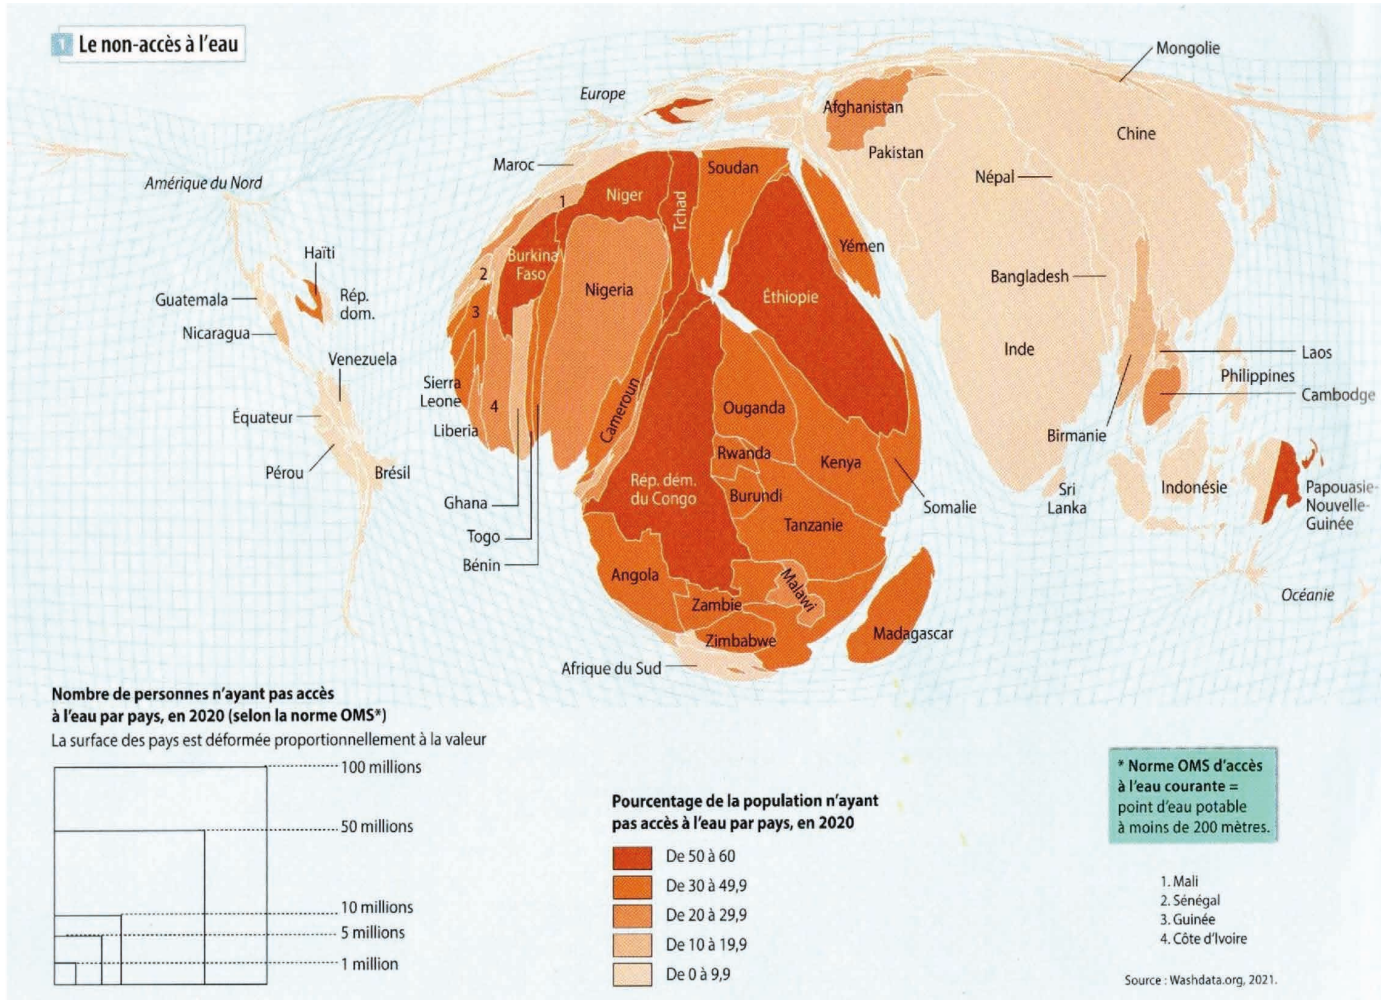 1 Le non-accès à l'eau
Mongolie
Europe
Afghanistan
Chine
Pakistan
Maroc
Soudan
Népal
Amérique du Nord
1
Niger
Tchad
Yémen
Haïti
Burkina
Faso
2
Bangladesh
Guatemala
Rép.
dom.
Nigeria
Éthiopie
3
Nicaragua
Inde
Laos
Venezuela
Philippines
Sierra
Leone
Cambodge
Cameroun
Ouganda
4
Équateur
Liberia
Birmanie
Rwanda
Kenya
Pérou
Brésil
Rép. dém.
du Congo
Burundi
Sri
Lanka
Indonésie
Papouasie-
Nouvelle-
Guinée
Ghana
Somalie
Tanzanie
Togo
Bénin
Angola
Malawi
Océanie
Zambie
Zimbabwe
Madagascar
Afrique du Sud
Nombre de personnes n'ayant pas accès
à l'eau par pays, en 2020 (selon la norme OMS*)
La surface des pays est déformée proportionnellement à la valeur
100 millions
50 millions
10 millions
5 millions
1 million
Pourcentage de la population n'ayant
pas accès à l'eau par pays, en 2020
De 50 à 60
De 30 à 49,9
De 20 à 29,9
De 10 à 19,9
De 0 à 9,9
* Norme OMS d'accès
à l'eau courante =
point d'eau potable
à moins de 200 mètres.
1. Mali
2. Sénégal
3. Guinée
4. Côte d'Ivoire
Source : Washdata.org, 2021.